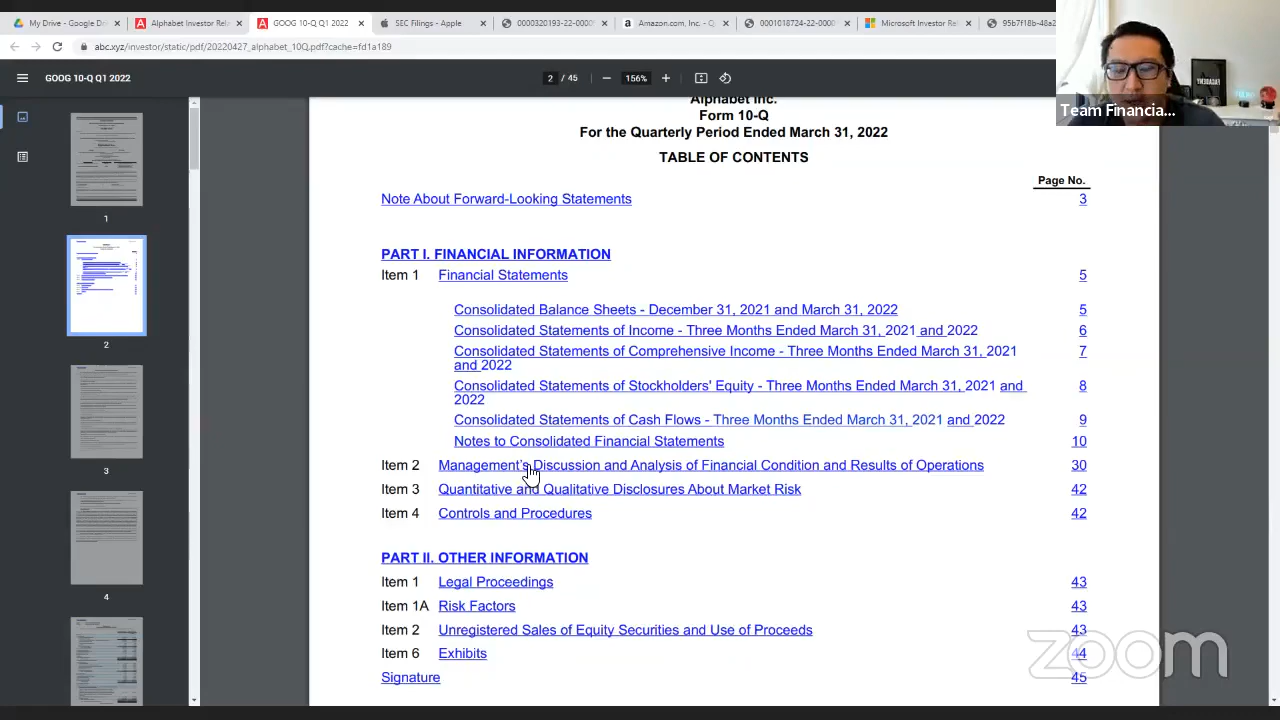 My Drive - Google Dr
Alphabet Investor Rela
GOOG 10-Q Q1 2022
SEC Filings - Apple
0000320193-22-0000
Amazon.com, Inc. - Q
0001018724-22-0000
Microsoft Investor Rel
95b7f18b-48a2
abc.xyz/investor/static/pdf/20220427_alphabet_10Q.pdf?cache=fd1a189
GOOG 10-Q Q1 2022
2 / 45
156%
FACADEMY
Team Financia...
1
2
3
4
Alphabet Inc.
Form 10-Q
For the Quarterly Period Ended March 31, 2022
TABLE OF CONTENTS
Page No.
Note About Forward-Looking Statements 3
PART I. FINANCIAL INFORMATION
Item 1 Financial Statements 5
Consolidated Balance Sheets - December 31, 2021 and March 31, 2022 5
Consolidated Statements of Income - Three Months Ended March 31, 2021 and 2022 6
Consolidated Statements of Comprehensive Income - Three Months Ended March 31, 2021 7
and 2022
Consolidated Statements of Stockholders' Equity - Three Months Ended March 31, 2021 and 8
2022
Consolidated Statements of Cash Flows - Three Months Ended March 31, 2021 and 2022 9
Notes to Consolidated Financial Statements 10
Item 2 Management's Discussion and Analysis of Financial Condition and Results of Operations 30
Item 3 Quantitative and Qualitative Disclosures About Market Risk 42
Item 4 Controls and Procedures 42
PART II. OTHER INFORMATION
Item 1 Legal Proceedings 43
Item 1A Risk Factors 43
Item 2 Unregistered Sales of Equity Securities and Use of Proceeds 43
Item 6 Exhibits 44
Signature 45
zoom